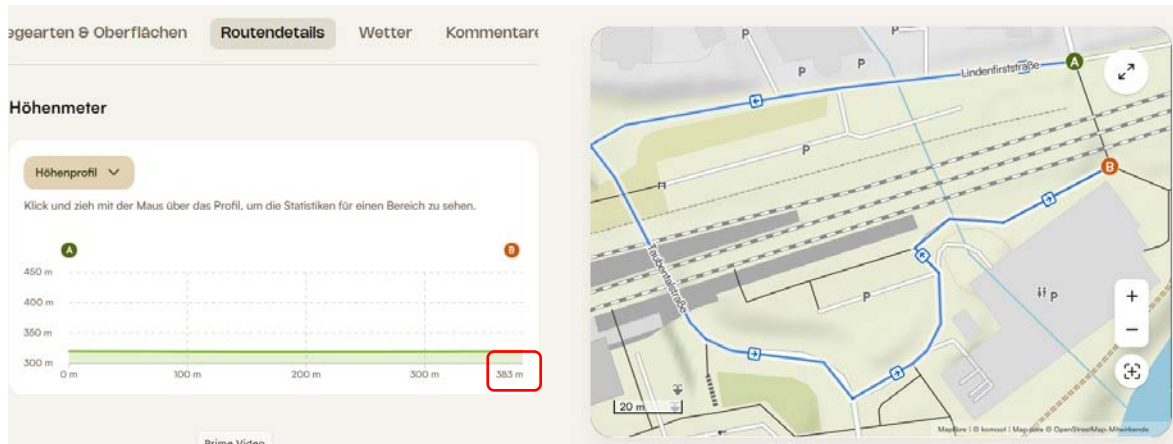 egearten & Oberflächen Routendetails Wetter Kommentare
Höhenmeter
Höhenprofil
Klick und zieh mit der Maus über das Profil, um die Statistiken für einen Bereich zu sehen.
A B
450 m
400 m
350 m
300 m
0 m 100 m 200 m 300 m 383 m
Prime Video
P P
P P
Lindenfirststraße A
P
B
Taubentalstraße
P
P
+
−
20 m
Maplibre | © komoot | Map data © OpenStreetMap-Mitwirkende